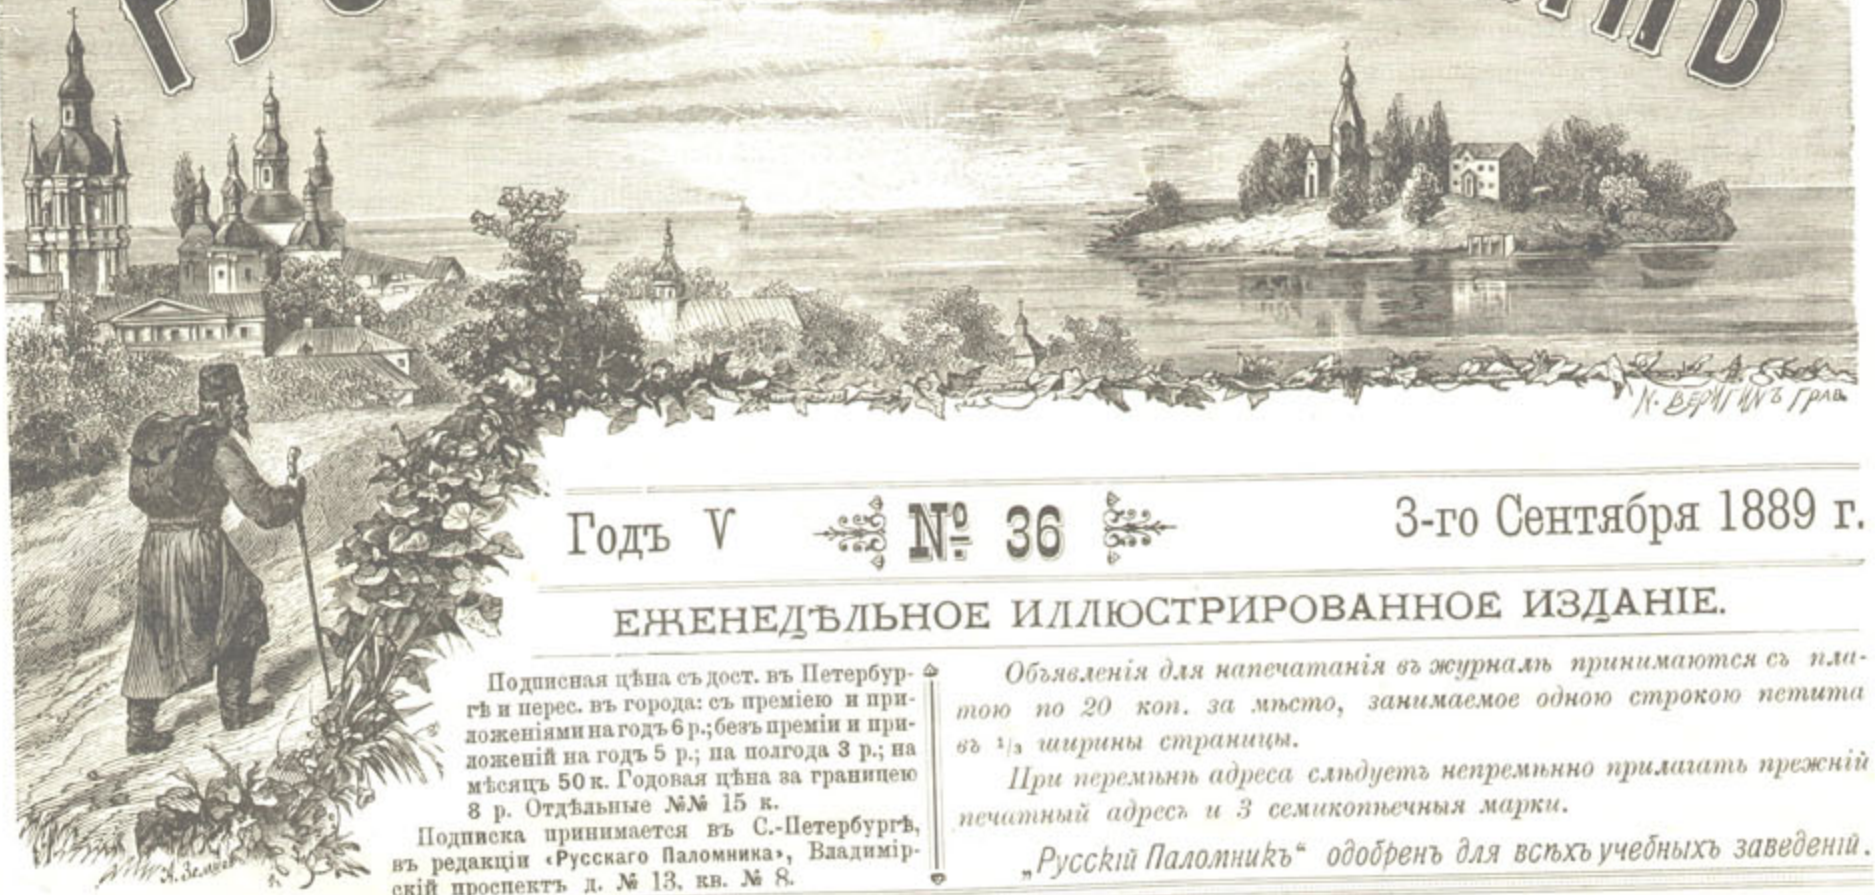 Годъ V № 36 3-го Сентября 1889 г.
ЕЖЕНЕДѢЛЬНОЕ ИЛЛЮСТРИРОВАННОЕ ИЗДАНІЕ.
Подписная цѣна съ дост. въ Петербур-
гѣ и перес. въ города: съ преміею и при-
ложеніями на годъ 6 р.; безъ преміи и при-
ложеній на годъ 5 р.; на полгода 3 р.; на
мѣсяцъ 50 к. Годовая цѣна за границею
8 р. Отдѣльные №№ 15 к.
Подписка принимается въ С.-Петербургѣ,
въ редакціи «Русскаго Паломника», Владимір-
скій проспектъ д. № 13, кв. № 8.
Объявленія для напечатанія въ журналѣ принимаются съ пла-
тою по 20 коп. за мѣсто, занимаемое одною строкою петита
въ 1/3 ширины страницы.
При перемѣнѣ адреса слѣдуетъ непремѣнно прилагать прежній
печатный адресъ и 3 семикопѣечныя марки.
„Русскій Паломникъ“ одобренъ для всѣхъ учебныхъ заведеній.
Н. ВЕРИГИНЪ ГРАВ.